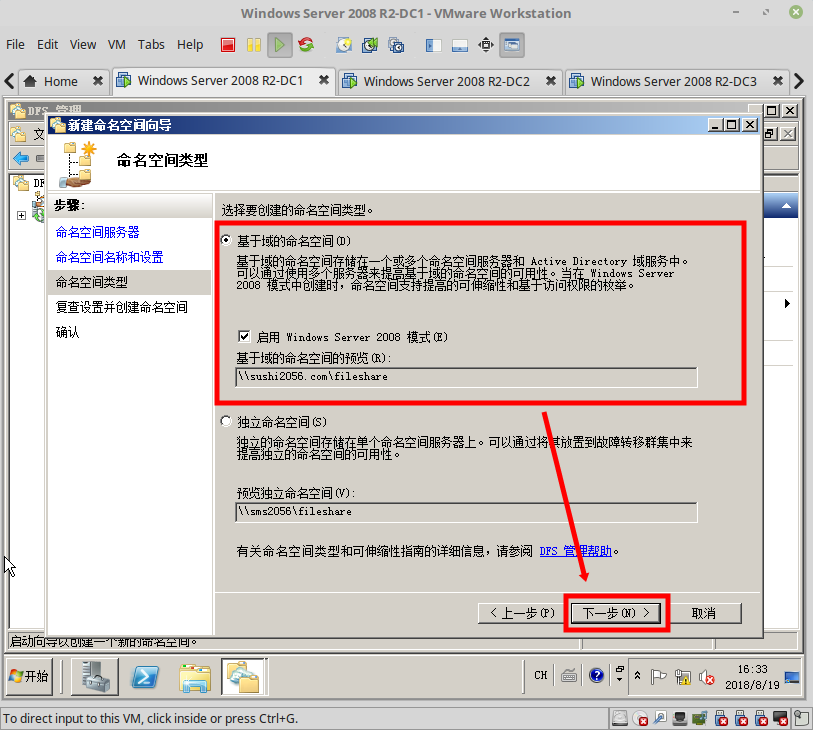 Windows Server 2008 R2-DC1 - VMware Workstation
File Edit View VM Tabs Help
Home
Windows Server 2008 R2-DC1
Windows Server 2008 R2-DC2
Windows Server 2008 R2-DC3
DFS 管理
文
DF
新建命名空间向导
命名空间类型
步骤:
命名空间服务器
命名空间名称和设置
命名空间类型
复查设置并创建命名空间
确认
选择要创建的命名空间类型。
基于域的命名空间(D)
基于域的命名空间存储在一个或多个命名空间服务器和 Active Directory 域服务中。
可以通过使用多个服务器来提高基于域的命名空间的可用性。当在 Windows Server
2008 模式中创建时，命名空间支持提高的可伸缩性和基于访问权限的枚举。
启用 Windows Server 2008 模式(E)
基于域的命名空间的预览(R):
\\sushi2056.com\fileshare
独立命名空间(S)
独立的命名空间存储在单个命名空间服务器上。可以通过将其放置到故障转移群集中来
提高独立的命名空间的可用性。
预览独立命名空间(V):
\\sms2056\fileshare
有关命名空间类型和可伸缩性指南的详细信息，请参阅 DFS 管理帮助。
< 上一步(P)
下一步(N) >
取消
启动向导以创建一个新的命名空间。
开始
CH
16:33
2018/8/19
To direct input to this VM, click inside or press Ctrl+G.